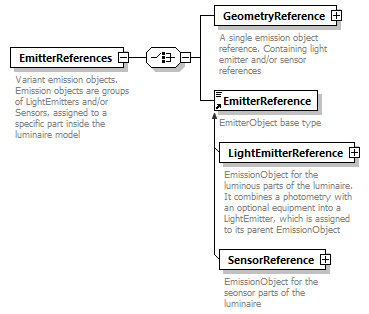 GeometryReference
A single emission object
reference. Containing light
emitter and/or sensor
references
EmitterReferences
Variant emission objects.
Emission objects are groups
of LightEmitters and/or
Sensors, assigned to a
specific part inside the
luminaire model
EmitterReference
EmitterObject base type
LightEmitterReference
EmissionObject for the
luminous parts of the luminaire.
It combines a photometry with
an optional equipment into a
LightEmitter, which is assigned
to its parent EmissionObject
SensorReference
EmissionObject for the
seonsor parts of the
luminaire